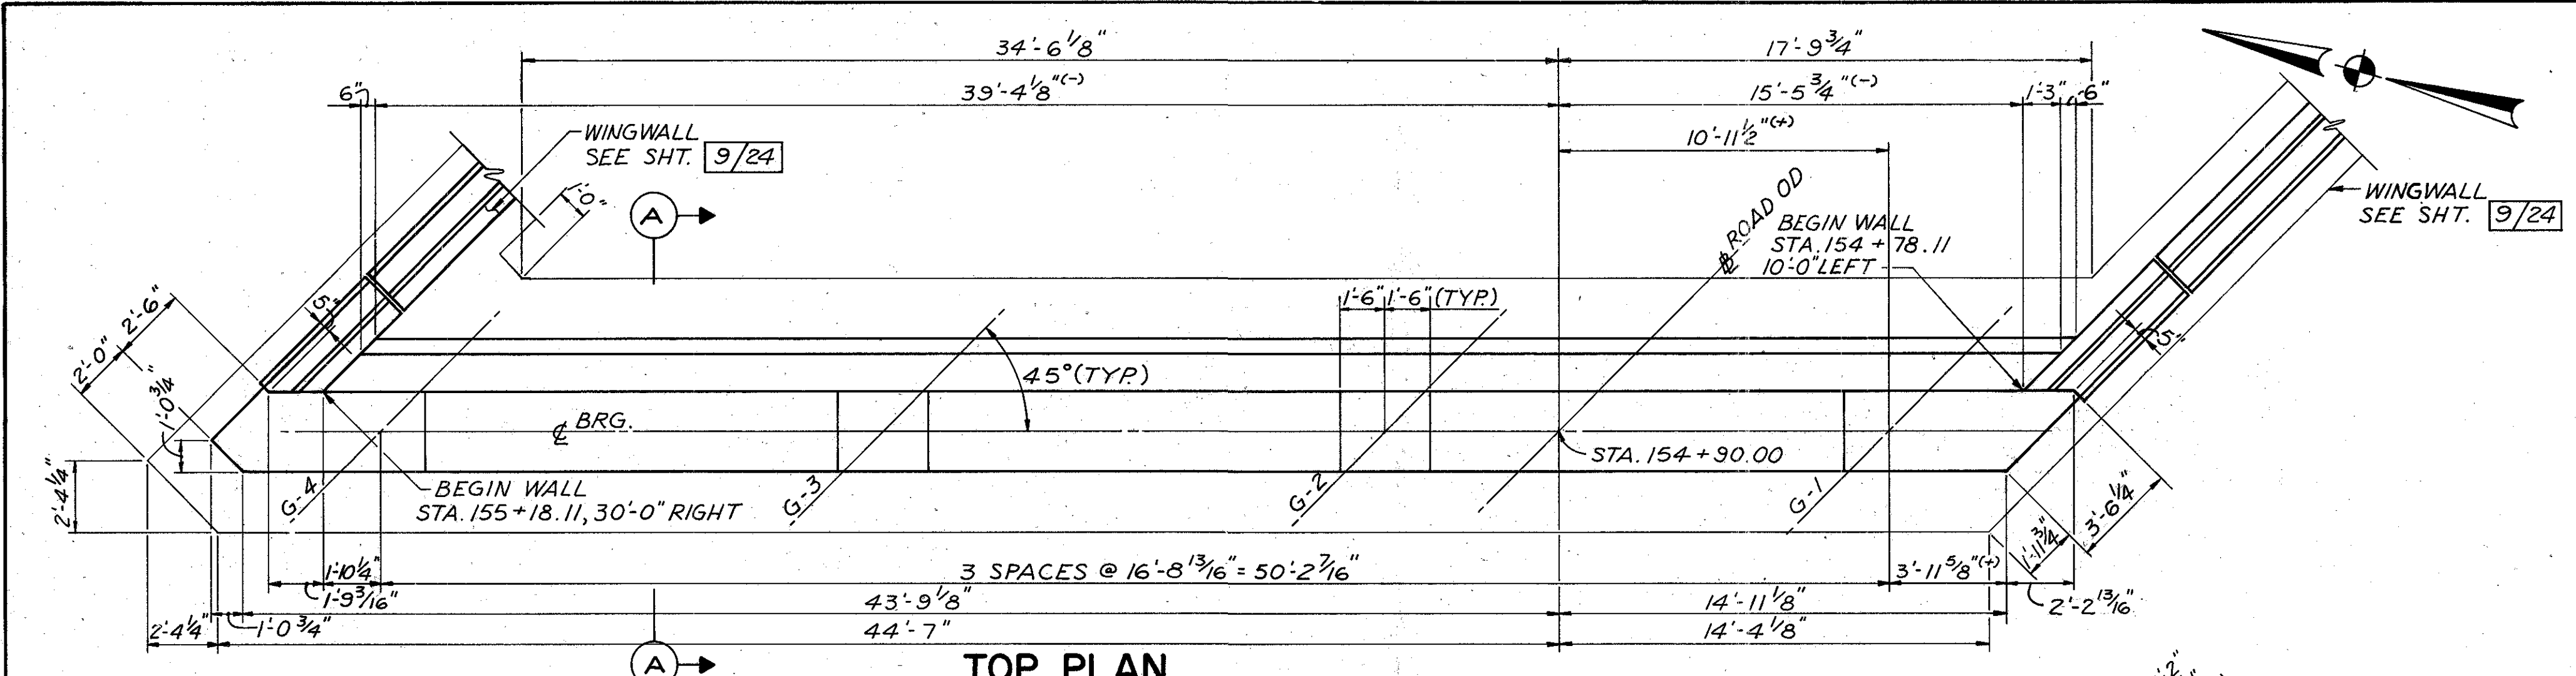 34'-6 1/8"
17'-9 3/4"
6"
39'-4 1/8"(-)
15'-5 3/4"(-)
1'-3"
6"
10'-11 1/2"(+)
WINGWALL
SEE SHT. 9/24
1'-0"
A
℄ ROAD OD
BEGIN WALL
STA. 154 + 78.11
10'-0" LEFT
WINGWALL
SEE SHT. 9/24
2'-6"
2'-0"
5"
1'-0 3/4"
2'-4 1/4"
1'-6"
1'-6" (TYP.)
45° (TYP.)
5"
℄ BRG.
STA. 154 + 90.00
G-4
G-3
G-2
G-1
BEGIN WALL
STA. 155 + 18.11, 30'-0" RIGHT
3'-6 1/4"
1'-11 3/4"
1'-10 1/4"
3 SPACES @ 16'-8 13/16" = 50'-2 7/16"
3'-11 5/8"(+)
1'-9 3/16"
2'-2 13/16"
43'-9 1/8"
14'-11 1/8"
2'-4 1/4"
1'-0 3/4"
44'-7"
14'-4 1/8"
A
TOP PLAN